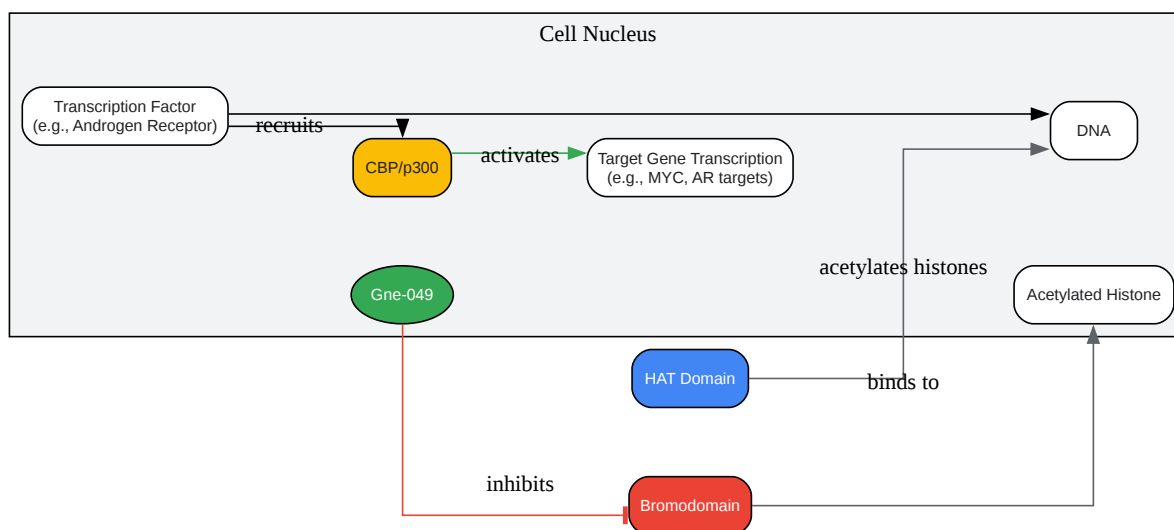 Cell Nucleus
Transcription Factor
(e.g., Androgen Receptor)
recruits
CBP/p300
activates
Target Gene Transcription
(e.g., MYC, AR targets)
DNA
acetylates histones
Gne-049
Acetylated Histone
HAT Domain
binds to
inhibits
Bromodomain